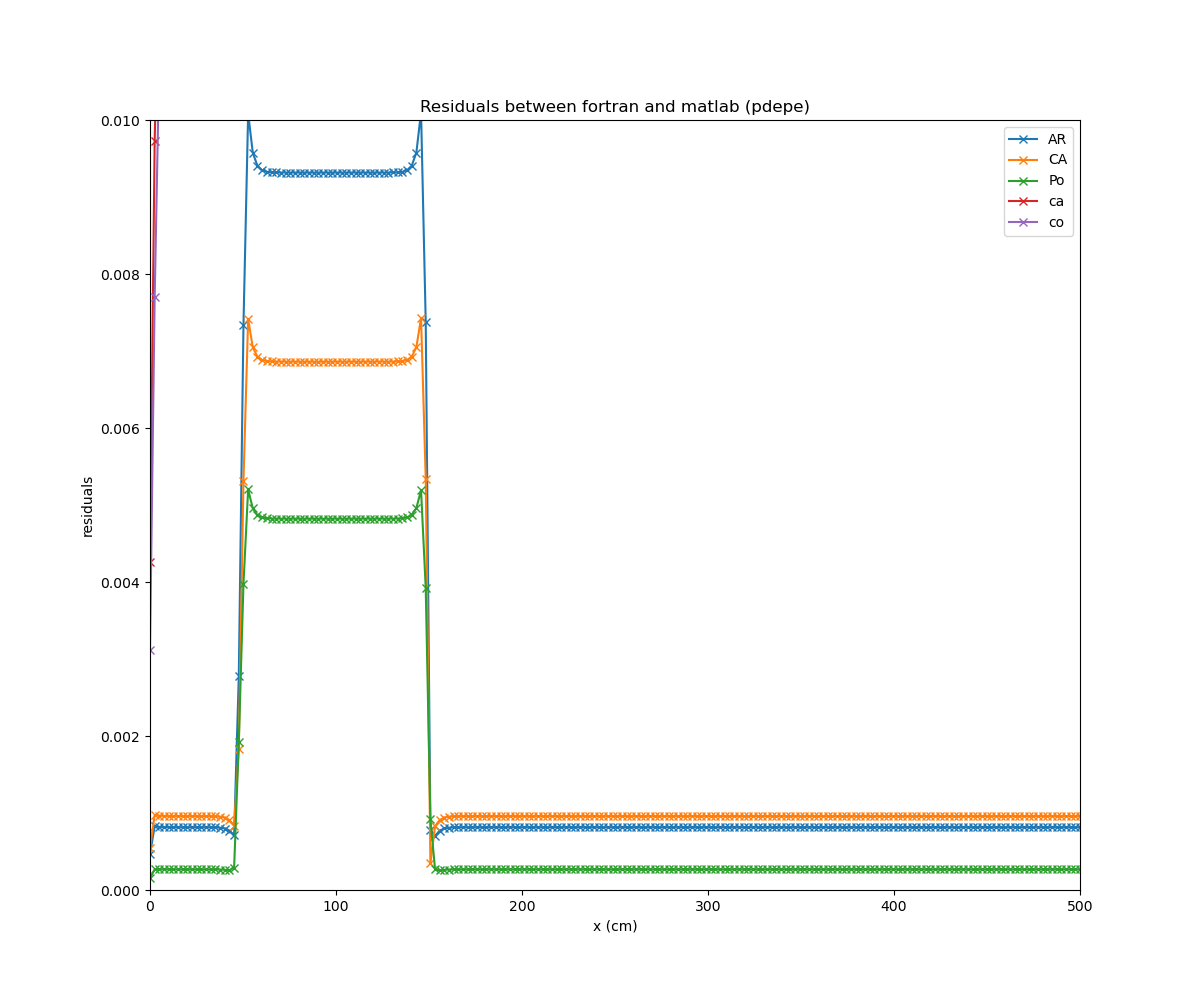 Residuals between fortran and matlab (pdepe)
0.010
0.008
0.006
0.004
0.002
0.000
residuals
0
100
200
300
400
500
x (cm)
AR
CA
Po
ca
co